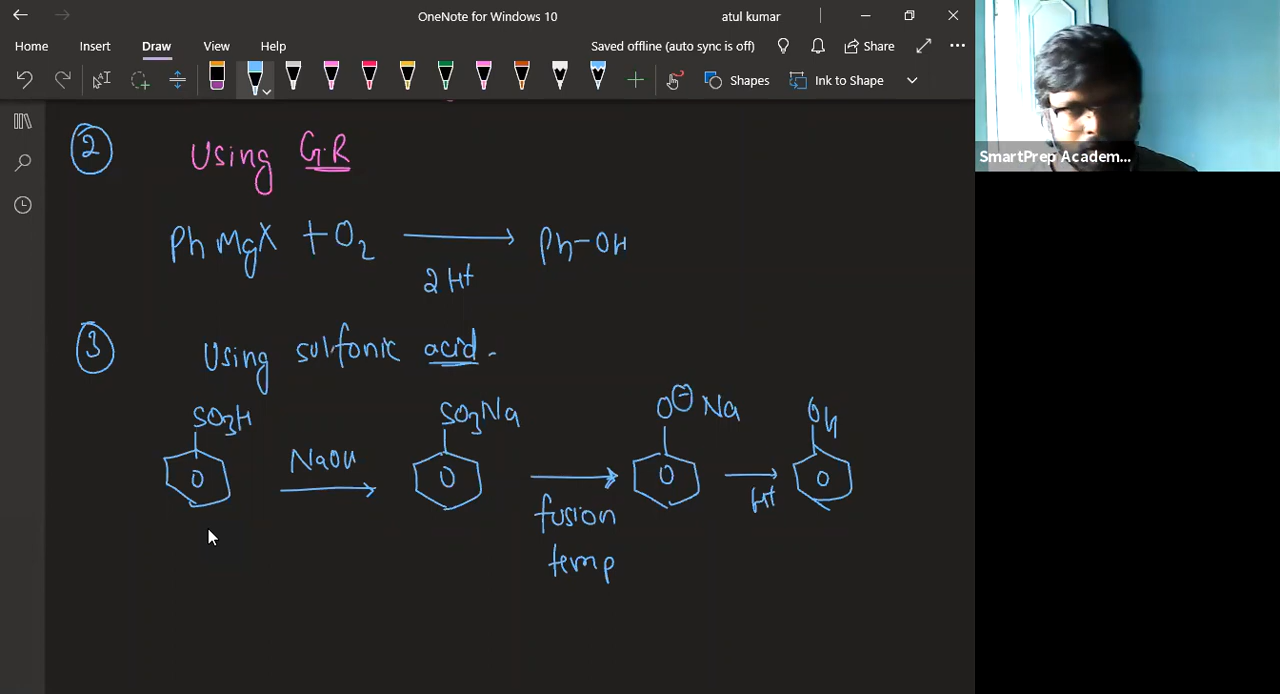 OneNote for Windows 10
atul kumar
Home Insert Draw View Help
Saved offline (auto sync is off)
Share
Shapes
Ink to Shape
SmartPrep Academ...
2 Using G.R
PhMgX + O2 ⟶ Ph-OH
2H+
3 Using sulfonic acid.
SO3H SO3Na O⊖ Na OH
NaOH
H+
fusion
temp